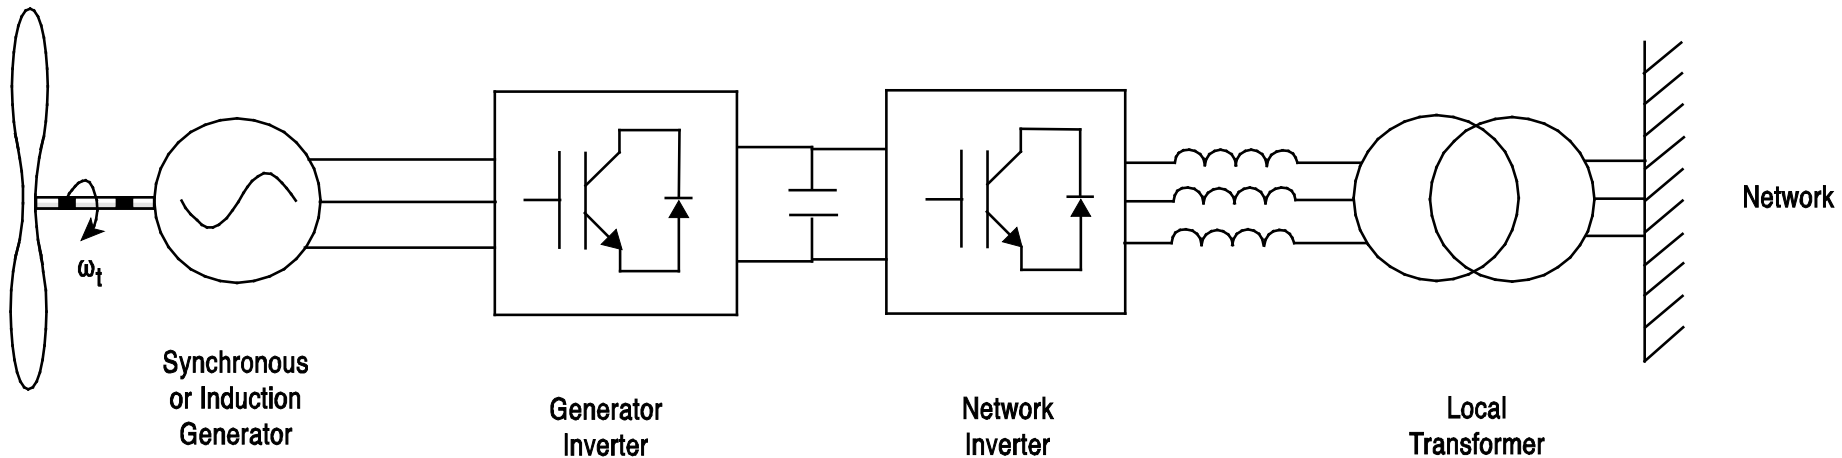 ωt
Synchronous
or Induction
Generator
Generator
Inverter
Network
Inverter
Local
Transformer
Network